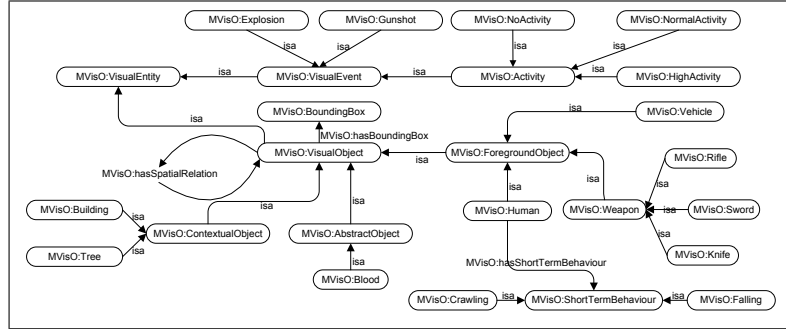 MVisO:Explosion
MVisO:Gunshot
MVisO:NoActivity
MVisO:NormalActivity
isa
isa
isa
isa
MVisO:VisualEntity
isa
MVisO:VisualEvent
isa
MVisO:Activity
isa
MVisO:HighActivity
MVisO:BoundingBox
isa
MVisO:Vehicle
isa
MVisO:hasBoundingBox
MVisO:VisualObject
isa
MVisO:ForegroundObject
MVisO:Rifle
MVisO:hasSpatialRelation
isa
isa
isa
isa
isa
MVisO:Building
isa
MVisO:Human
MVisO:Weapon
isa
MVisO:Sword
MVisO:ContextualObject
MVisO:AbstractObject
MVisO:Tree
isa
isa
MVisO:Knife
isa
MVisO:hasShortTermBehaviour
MVisO:Blood
MVisO:Crawling
isa
MVisO:ShortTermBehaviour
isa
MVisO:Falling